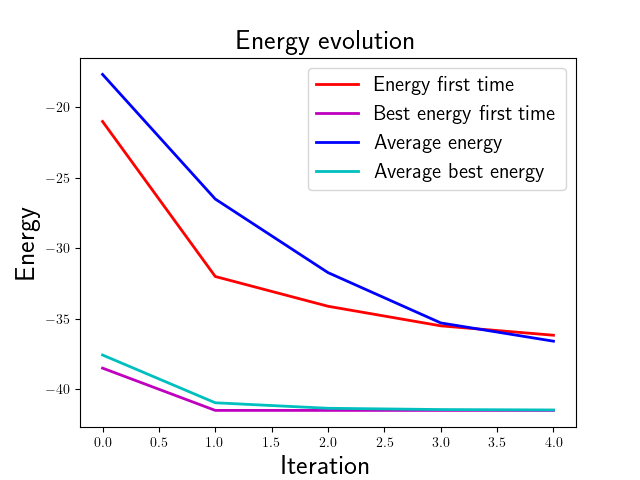 Energy evolution
Energy first time
Best energy first time
Average energy
Average best energy
Energy
−20
−25
−30
−35
−40
0.0 0.5 1.0 1.5 2.0 2.5 3.0 3.5 4.0
Iteration